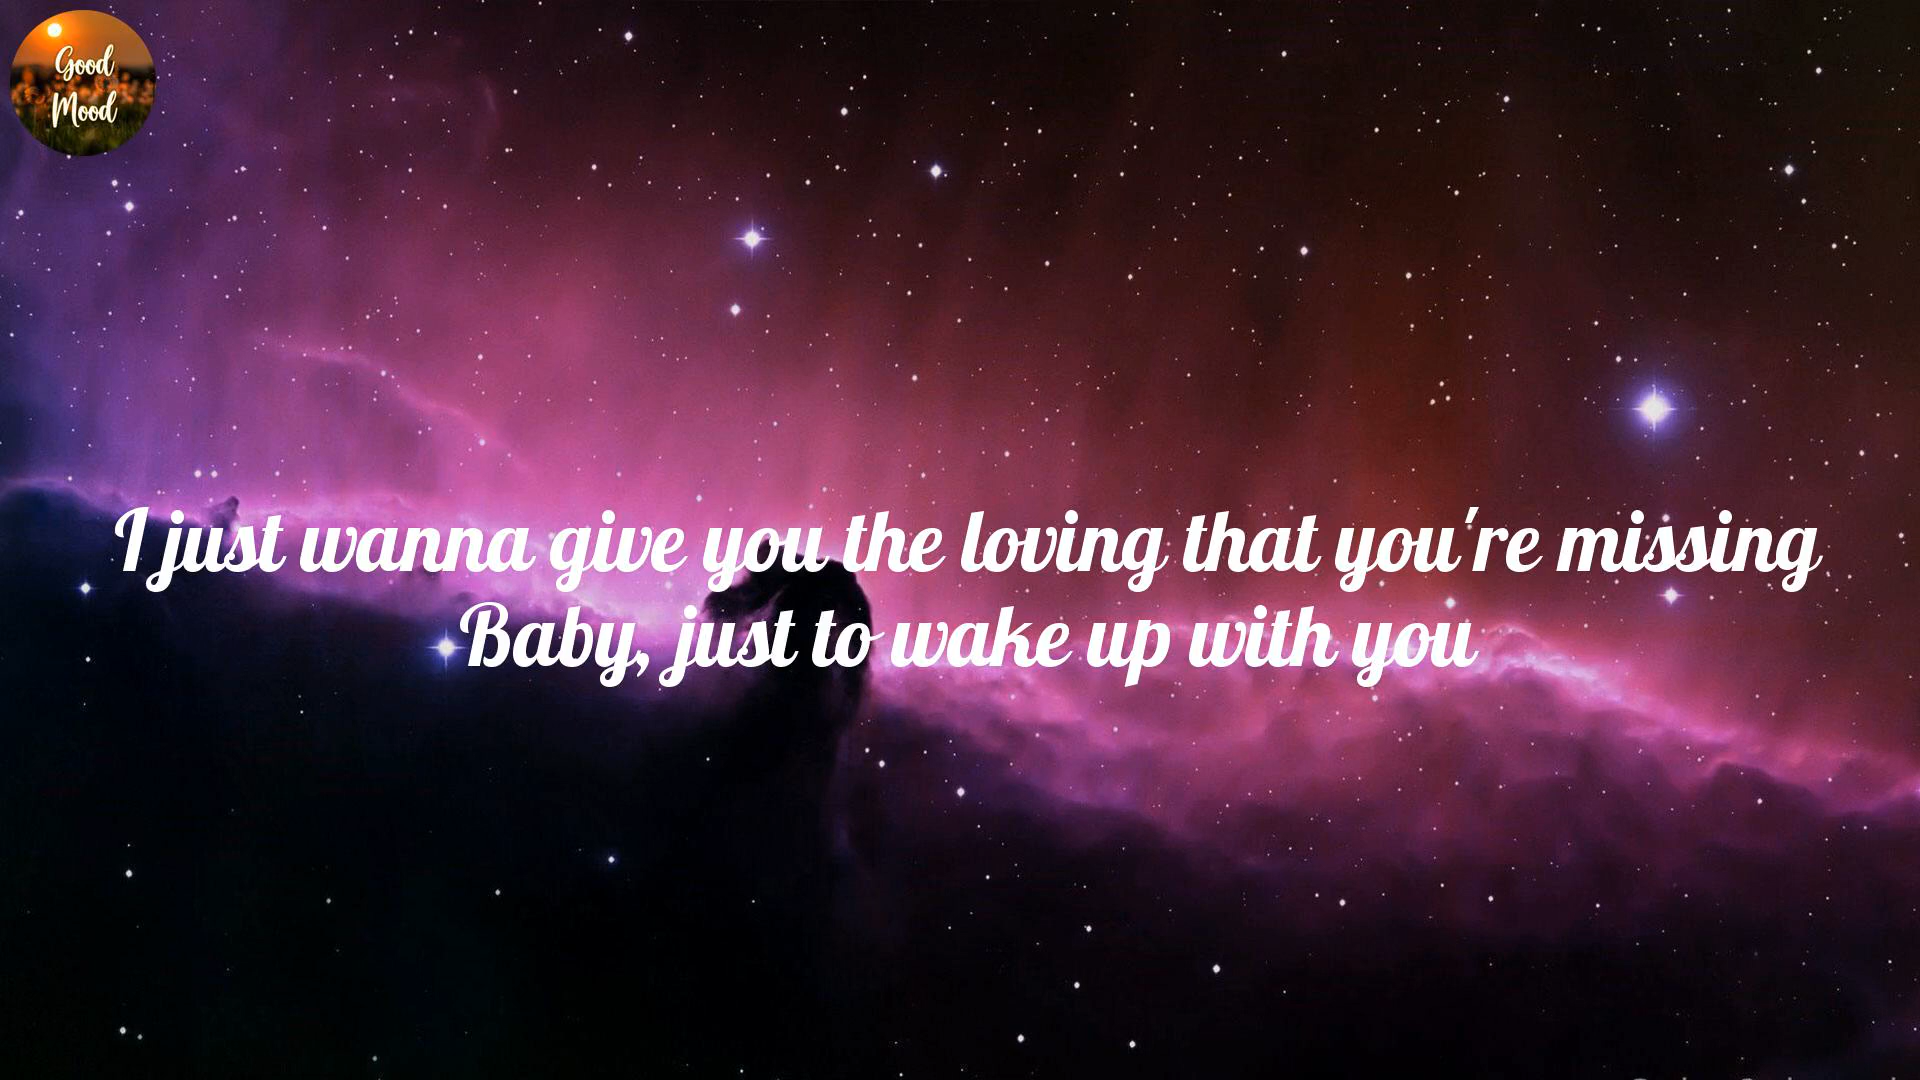 Good
Mood
I just wanna give you the loving that you're missing
Baby, just to wake up with you